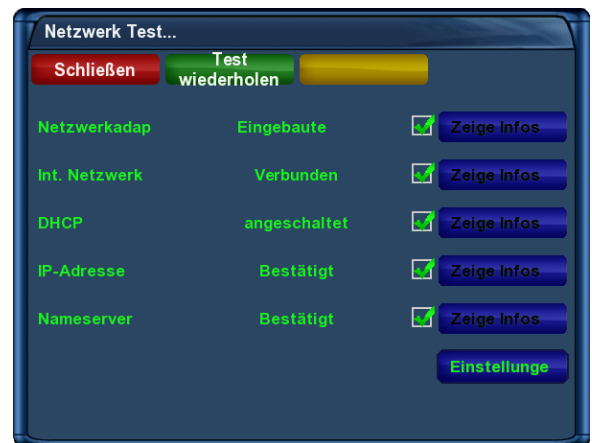 Netzwerk Test...
Schließen
Test
wiederholen
Netzwerkadap Eingebaute Zeige Infos
Int. Netzwerk Verbunden Zeige Infos
DHCP angeschaltet Zeige Infos
IP-Adresse Bestätigt Zeige Infos
Nameserver Bestätigt Zeige Infos
Einstellunge